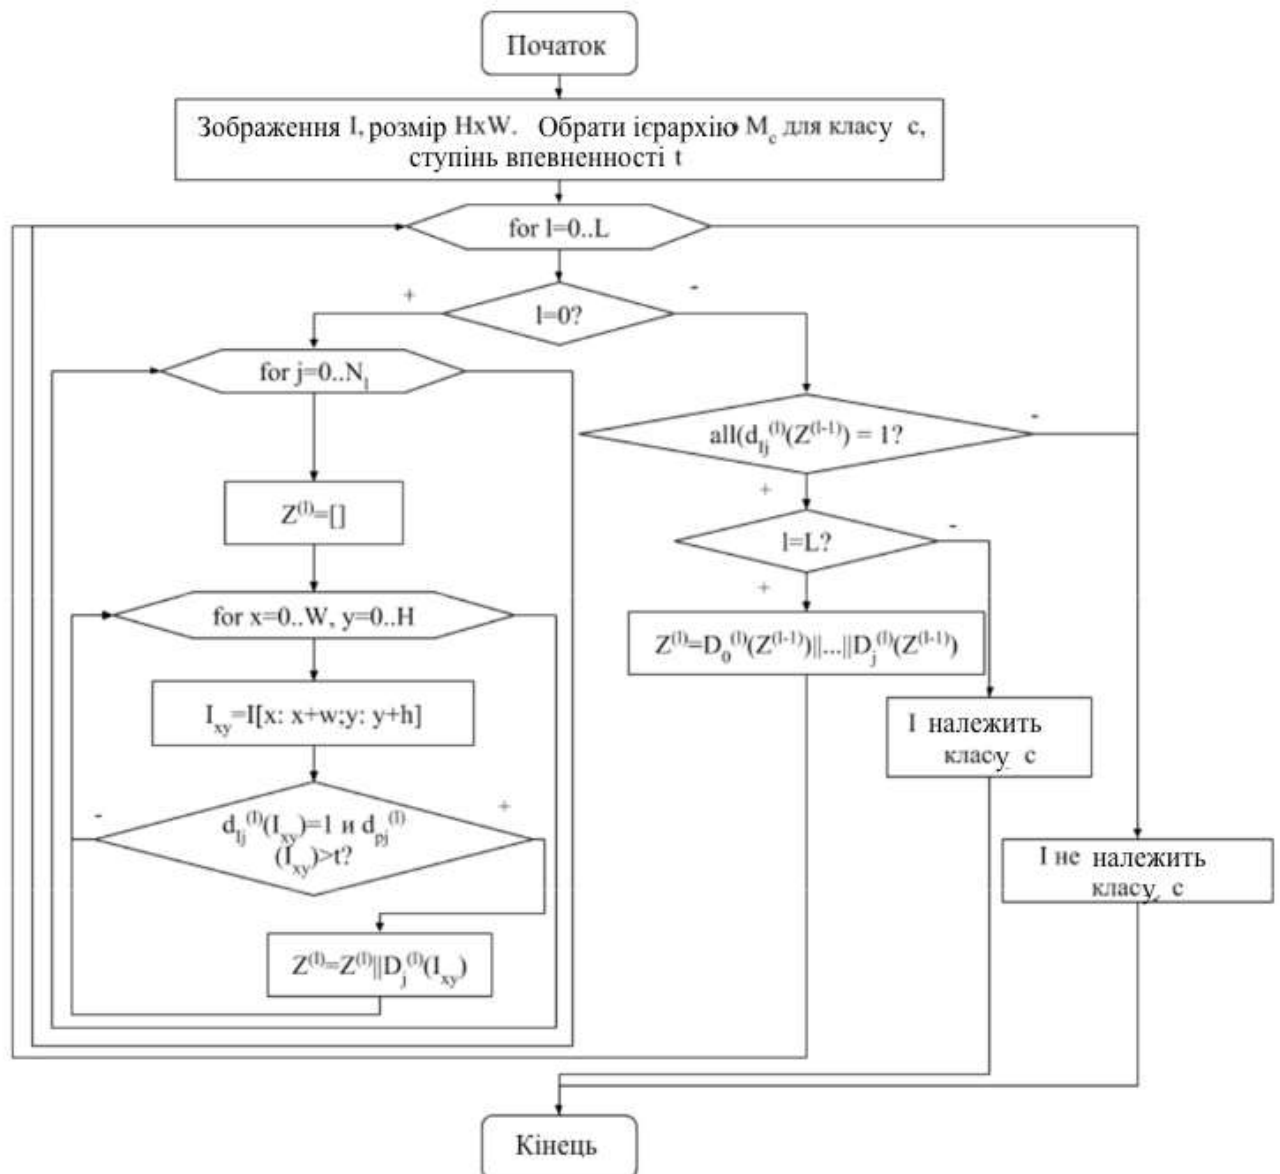 Початок
Зображення I, розмір HxW. Обрати ієрархію M_c для класу c,
ступінь впевненності t
for l=0..L
+
-
l=0?
for j=0..N_l
all(d_lj^(l)(Z^(l-1)) = 1?
-
+
Z^(l)=[]
l=L?
-
+
for x=0..W, y=0..H
Z^(l)=D_0^(l)(Z^(l-1))||...||D_j^(l)(Z^(l-1))
I_xy=I[x: x+w;y: y+h]
I належить
класу c
-
+
d_lj^(l)(I_xy)=1 и d_pj^(l)
(I_xy)>t?
I не належить
класу c
Z^(l)=Z^(l)||D_j^(l)(I_xy)
Кінець